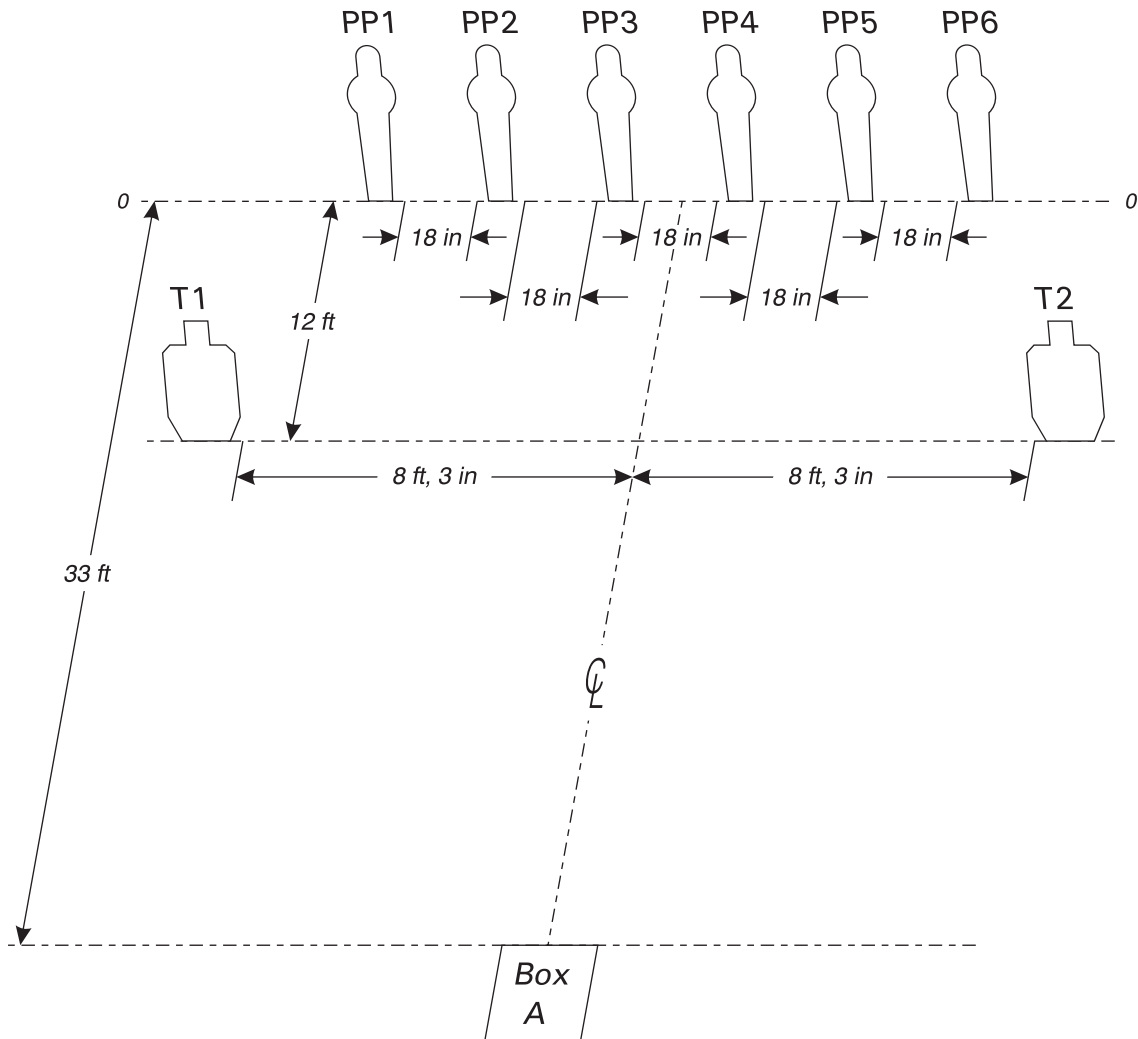 PP1 PP2 PP3 PP4 PP5 PP6
0 0
18 in 18 in 18 in
18 in 18 in
T1 12 ft T2
8 ft, 3 in 8 ft, 3 in
33 ft
℄
Box
A